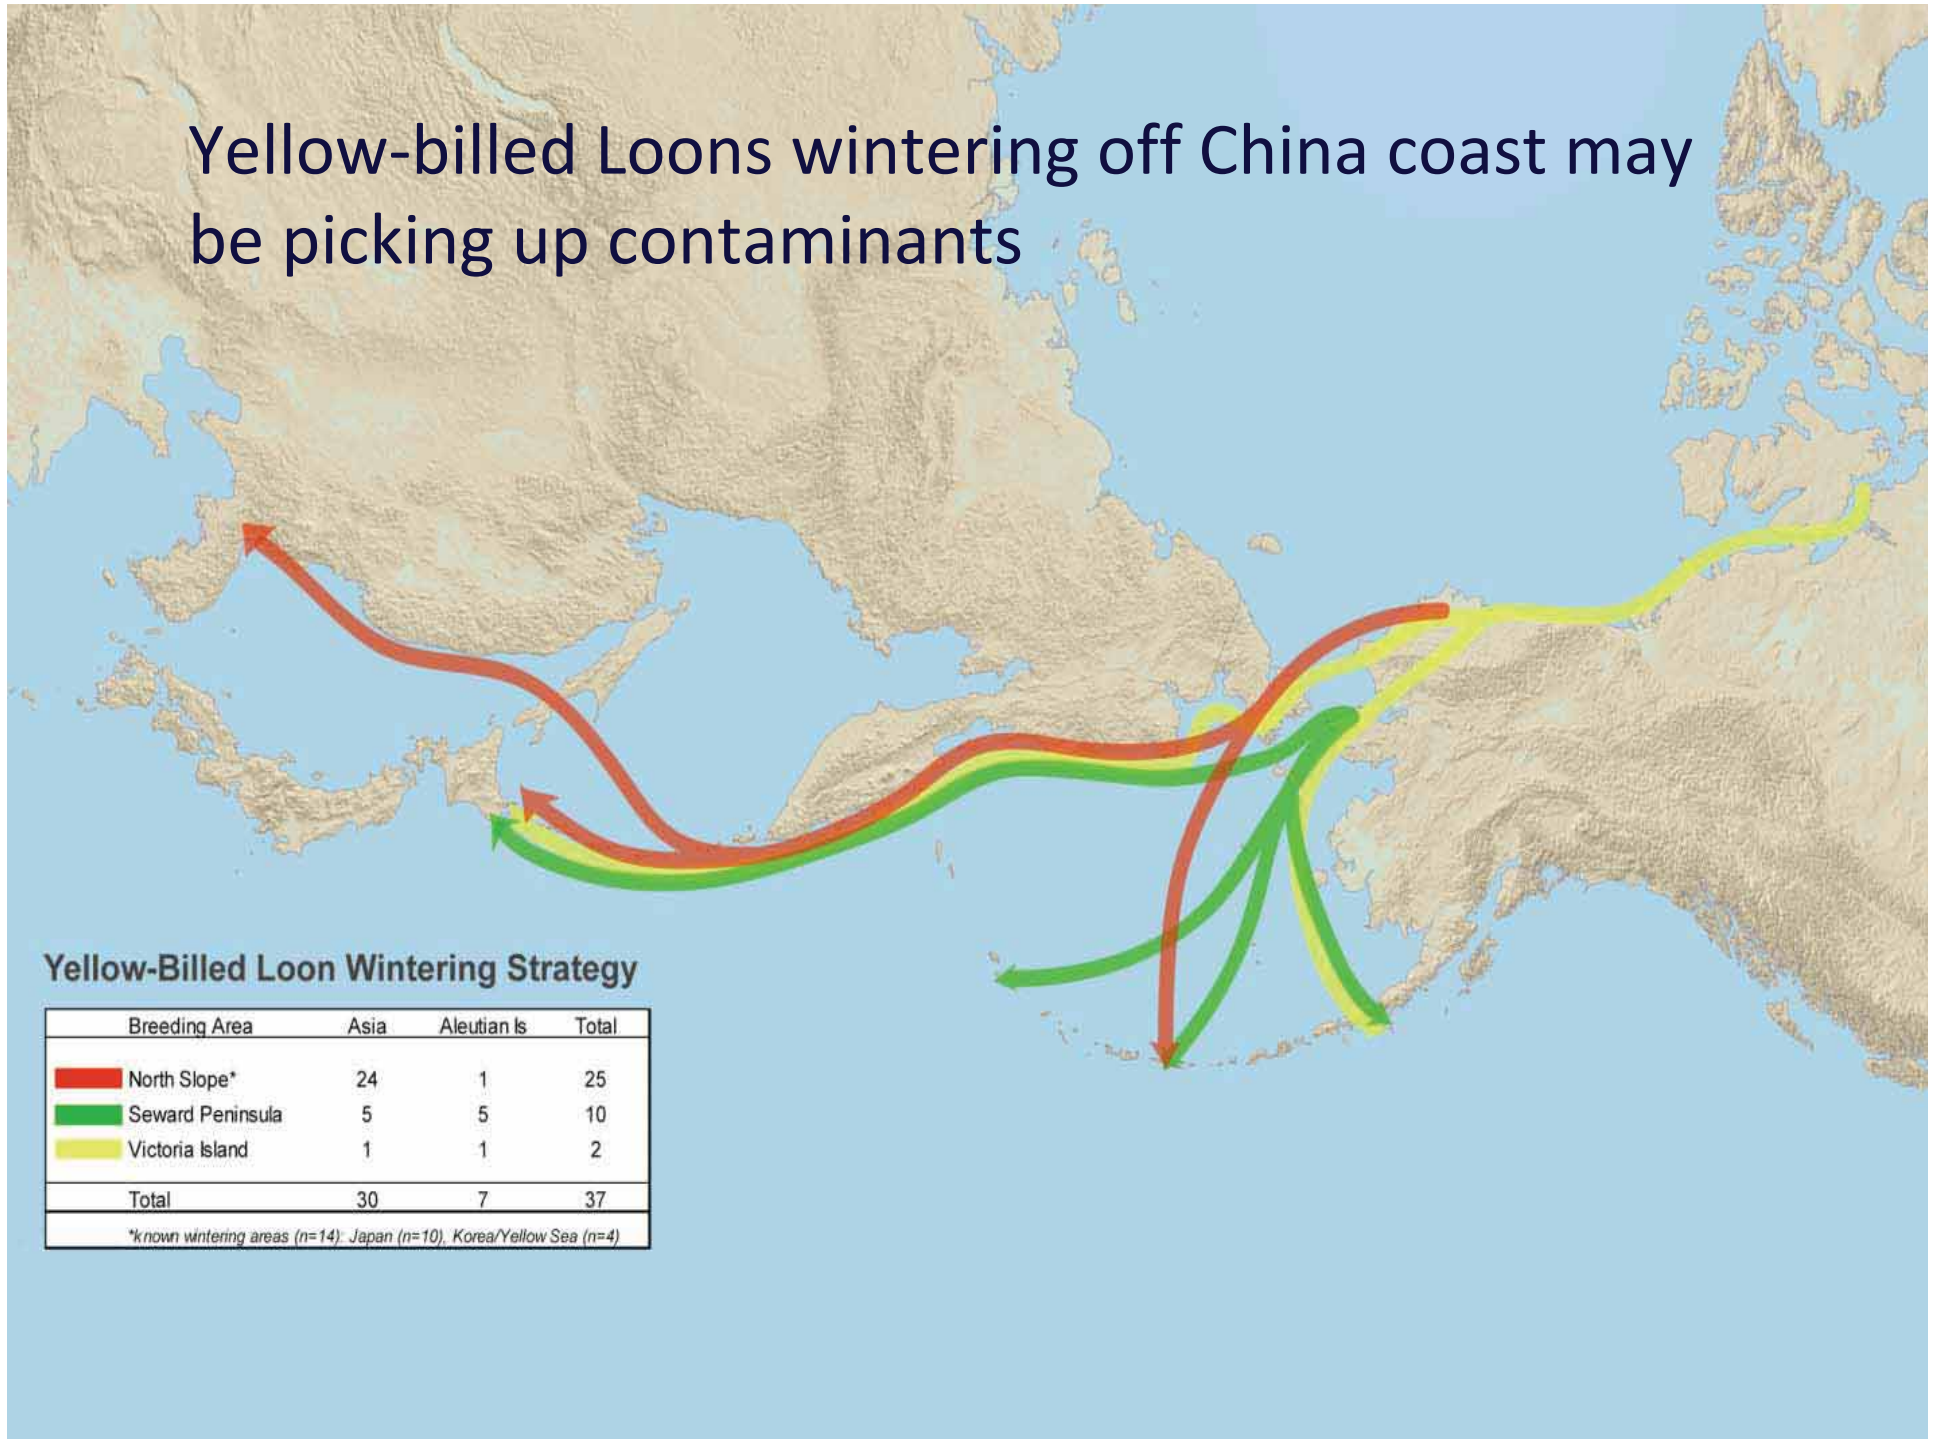 Yellow-billed Loons wintering off China coast may
be picking up contaminants
Yellow-Billed Loon Wintering Strategy
Breeding Area Asia Aleutian Is Total
North Slope* 24 1 25
Seward Peninsula 5 5 10
Victoria Island 1 1 2
Total 30 7 37
*known wintering areas (n=14): Japan (n=10), Korea/Yellow Sea (n=4)